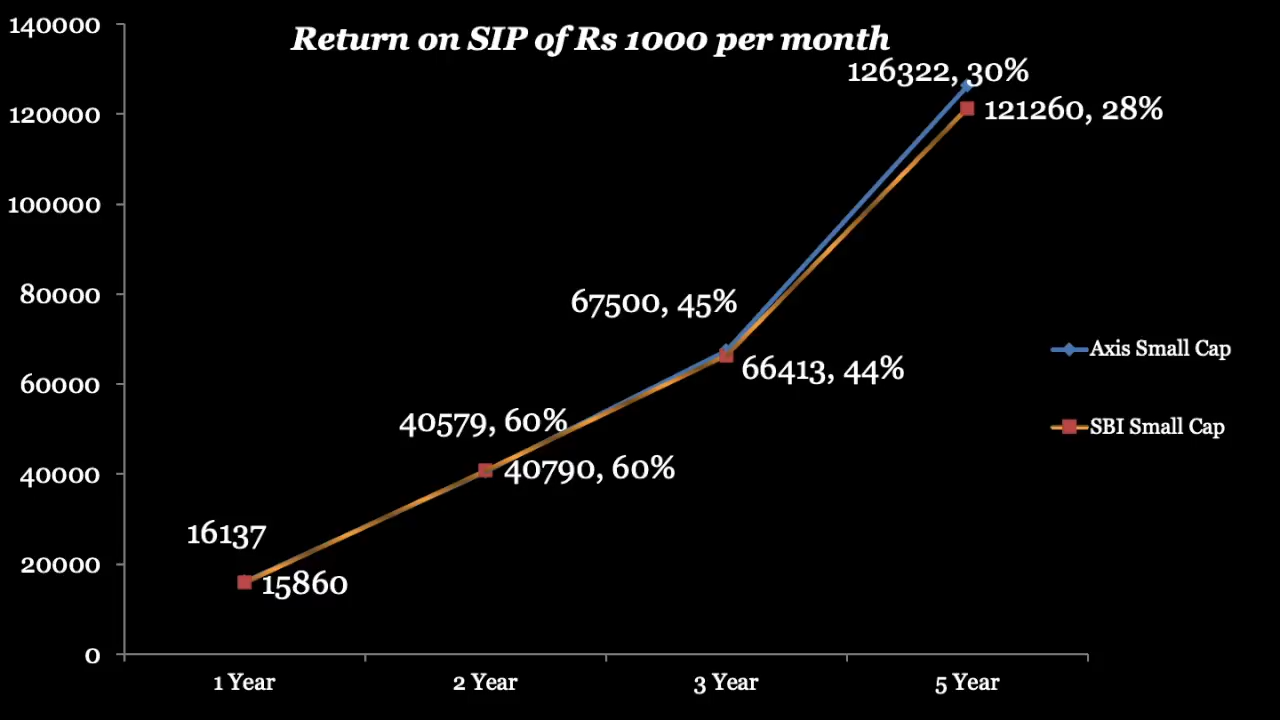 Return on SIP of Rs 1000 per month
140000
120000
100000
80000
60000
40000
20000
0
126322, 30%
121260, 28%
67500, 45%
66413, 44%
40579, 60%
40790, 60%
16137
15860
Axis Small Cap
SBI Small Cap
1 Year
2 Year
3 Year
5 Year